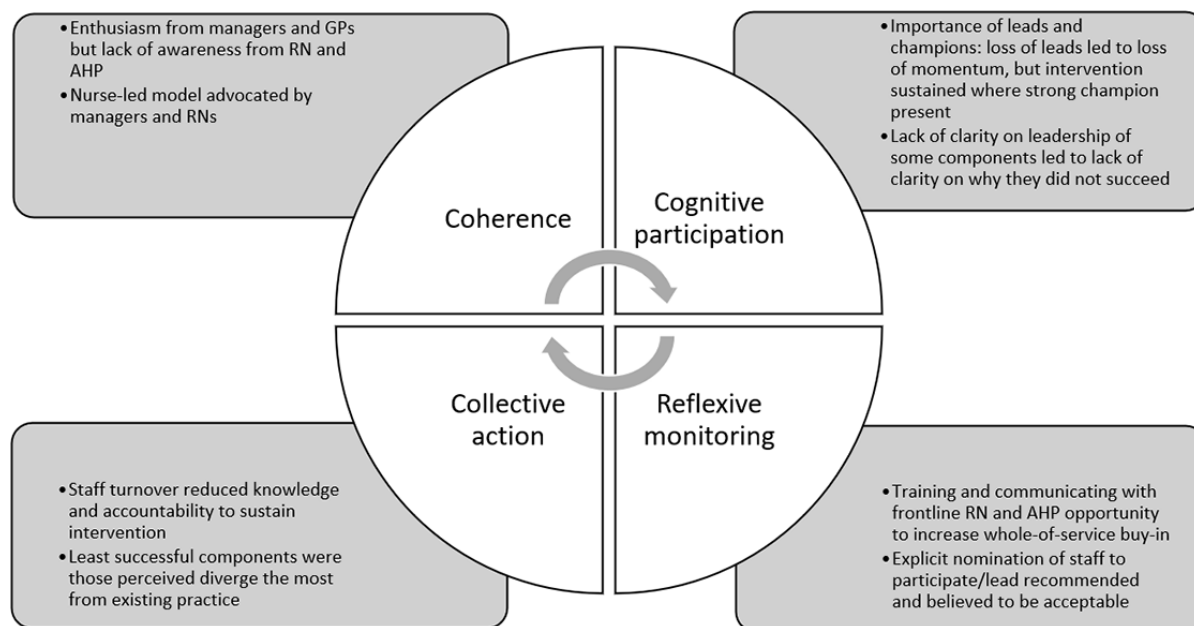 •Enthusiasm from managers and GPs
but lack of awareness from RN and
AHP
•Nurse-led model advocated by
managers and RNs
•Importance of leads and
champions: loss of leads led to loss
of momentum, but intervention
sustained where strong champion
present
•Lack of clarity on leadership of
some components led to lack of
clarity on why they did not succeed
Coherence
Cognitive
participation
Collective
action
Reflexive
monitoring
•Staff turnover reduced knowledge
and accountability to sustain
intervention
•Least successful components were
those perceived diverge the most
from existing practice
•Training and communicating with
frontline RN and AHP opportunity
to increase whole-of-service buy-in
•Explicit nomination of staff to
participate/lead recommended
and believed to be acceptable